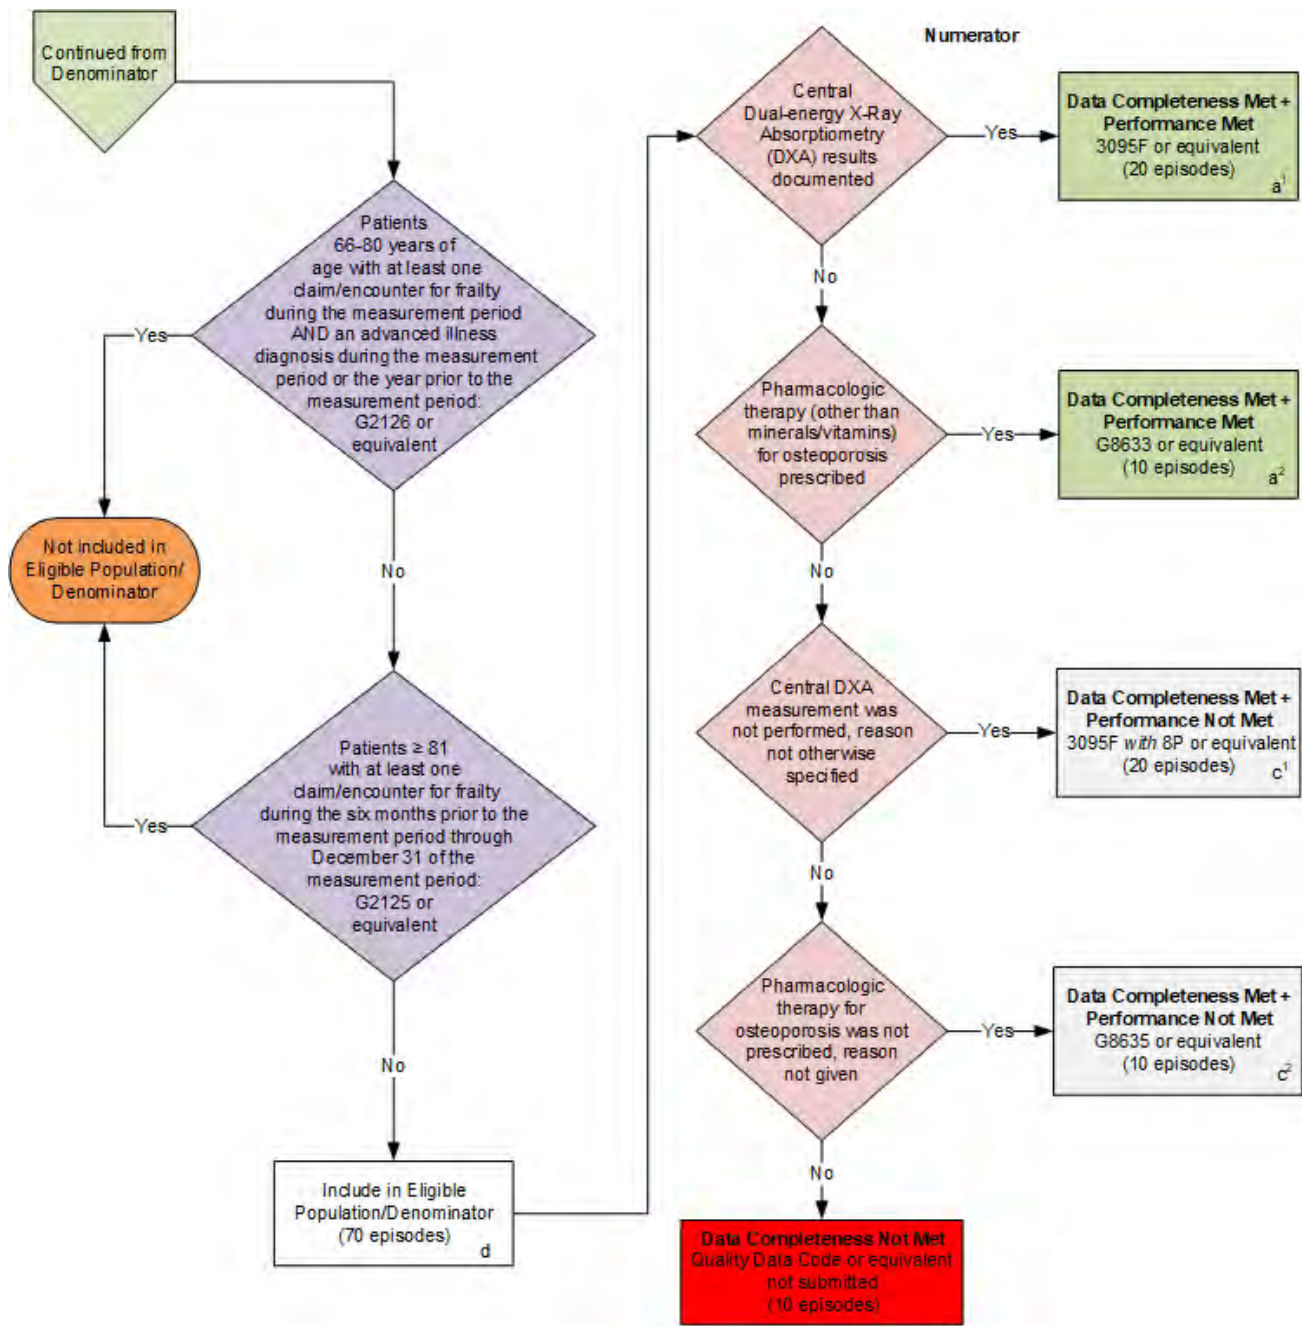 Continued from
Denominator
Patients
66-80 years of
age with at least one
claim/encounter for frailty
during the measurement period
AND an advanced illness
diagnosis during the measurement
period or the year prior to the
measurement period:
G2126 or
equivalent
Yes
No
Not included in
Eligible Population/
Denominator
Patients ≥ 81
with at least one
claim/encounter for frailty
during the six months prior to the
measurement period through
December 31 of the
measurement period:
G2125 or
equivalent
Yes
No
Include in Eligible
Population/Denominator
(70 episodes)
d
Numerator
Central
Dual-energy X-Ray
Absorptiometry
(DXA) results
documented
Yes
Data Completeness Met +
Performance Met
3095F or equivalent
(20 episodes)
a¹
No
Pharmacologic
therapy (other than
minerals/vitamins)
for osteoporosis
prescribed
Yes
Data Completeness Met +
Performance Met
G8633 or equivalent
(10 episodes)
a²
No
Central DXA
measurement was
not performed, reason
not otherwise
specified
Yes
Data Completeness Met +
Performance Not Met
3095F with 8P or equivalent
(20 episodes)
c¹
No
Pharmacologic
therapy for
osteoporosis was not
prescribed, reason
not given
Yes
Data Completeness Met +
Performance Not Met
G8635 or equivalent
(10 episodes)
c²
No
Data Completeness Not Met
Quality Data Code or equivalent
not submitted
(10 episodes)